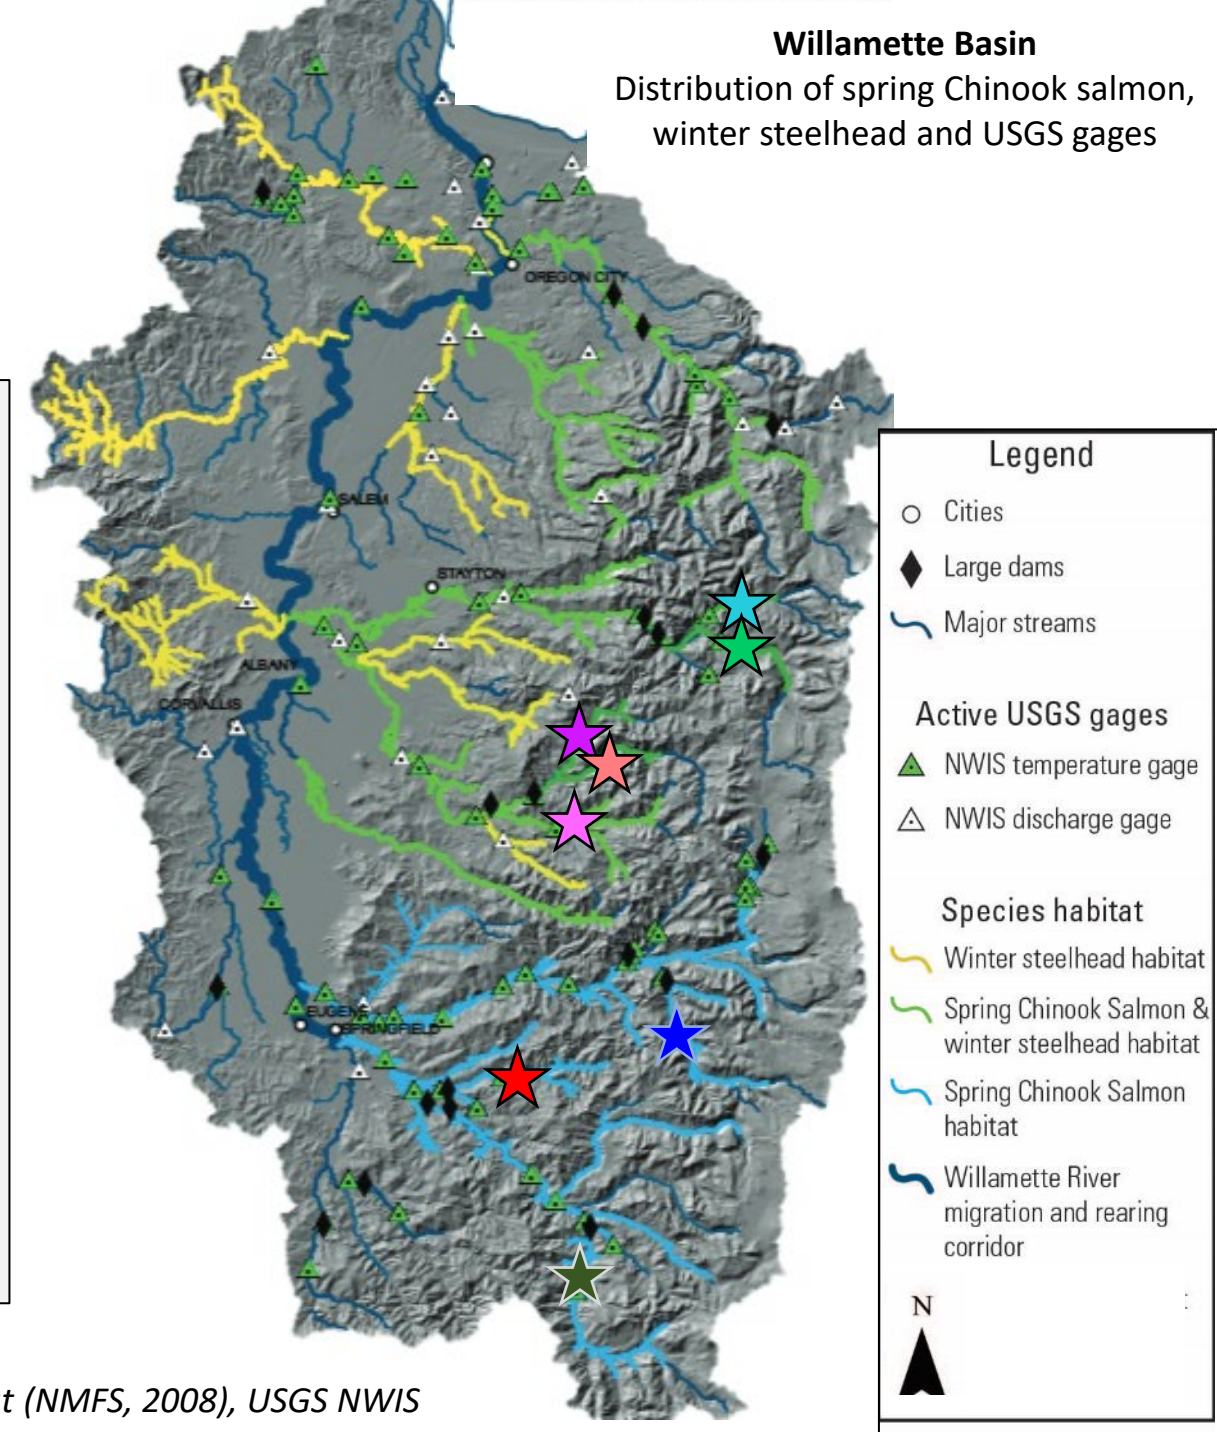 Willamette Basin
Distribution of spring Chinook salmon,
winter steelhead and USGS gages
OREGON CITY
SALEM
STAYTON
ALBANY
CORVALLIS
EUGENE
SPRINGFIELD
Legend
Cities
Large dams
Major streams
Active USGS gages
NWIS temperature gage
NWIS discharge gage
Species habitat
Winter steelhead habitat
Spring Chinook Salmon &
winter steelhead habitat
Spring Chinook Salmon
habitat
Willamette River
migration and rearing
corridor
N
(NMFS, 2008), USGS NWIS